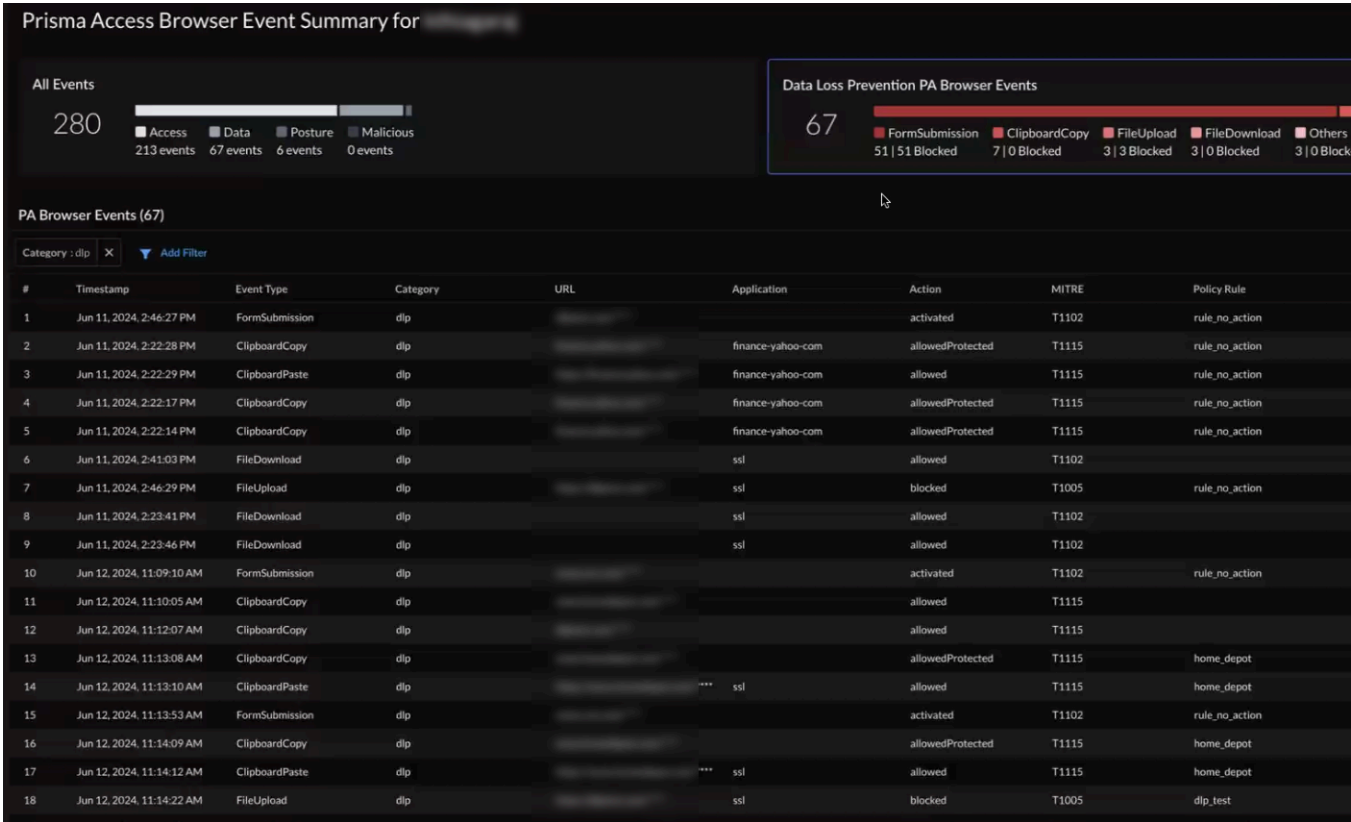 Prisma Access Browser Event Summary for
All Events
280
Access Data Posture Malicious
213 events 67 events 6 events 0 events
Data Loss Prevention PA Browser Events
67
FormSubmission ClipboardCopy FileUpload FileDownload Others
51 | 51 Blocked 7 | 0 Blocked 3 | 3 Blocked 3 | 0 Blocked 3 | 0 Block
PA Browser Events (67)
Category : dlp X Add Filter
# Timestamp Event Type Category URL Application Action MITRE Policy Rule
1 Jun 11, 2024, 2:46:27 PM FormSubmission dlp activated T1102 rule_no_action
2 Jun 11, 2024, 2:22:28 PM ClipboardCopy dlp finance-yahoo-com allowedProtected T1115 rule_no_action
3 Jun 11, 2024, 2:22:29 PM ClipboardPaste dlp finance-yahoo-com allowed T1115 rule_no_action
4 Jun 11, 2024, 2:22:17 PM ClipboardCopy dlp finance-yahoo-com allowedProtected T1115 rule_no_action
5 Jun 11, 2024, 2:22:14 PM ClipboardCopy dlp finance-yahoo-com allowedProtected T1115 rule_no_action
6 Jun 11, 2024, 2:41:03 PM FileDownload dlp ssl allowed T1102
7 Jun 11, 2024, 2:46:29 PM FileUpload dlp ssl blocked T1005 rule_no_action
8 Jun 11, 2024, 2:23:41 PM FileDownload dlp ssl allowed T1102
9 Jun 11, 2024, 2:23:46 PM FileDownload dlp ssl allowed T1102
10 Jun 12, 2024, 11:09:10 AM FormSubmission dlp activated T1102 rule_no_action
11 Jun 12, 2024, 11:10:05 AM ClipboardCopy dlp allowed T1115
12 Jun 12, 2024, 11:12:07 AM ClipboardCopy dlp allowed T1115
13 Jun 12, 2024, 11:13:08 AM ClipboardCopy dlp allowedProtected T1115 home_depot
14 Jun 12, 2024, 11:13:10 AM ClipboardPaste dlp **** ssl allowed T1115 home_depot
15 Jun 12, 2024, 11:13:53 AM FormSubmission dlp activated T1102 rule_no_action
16 Jun 12, 2024, 11:14:09 AM ClipboardCopy dlp allowedProtected T1115 home_depot
17 Jun 12, 2024, 11:14:12 AM ClipboardPaste dlp **** ssl allowed T1115 home_depot
18 Jun 12, 2024, 11:14:22 AM FileUpload dlp ssl blocked T1005 dlp_test